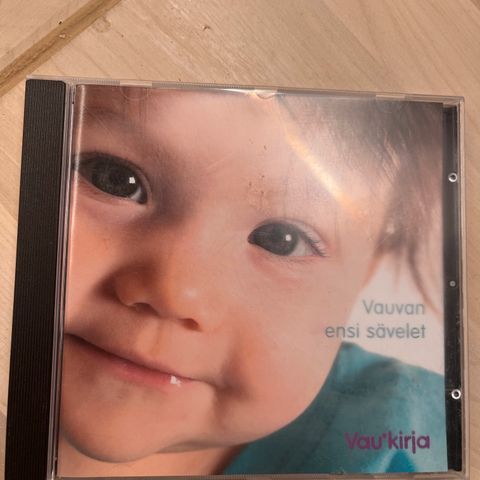 Vauvan
ensi sävelet
Vau•kirja